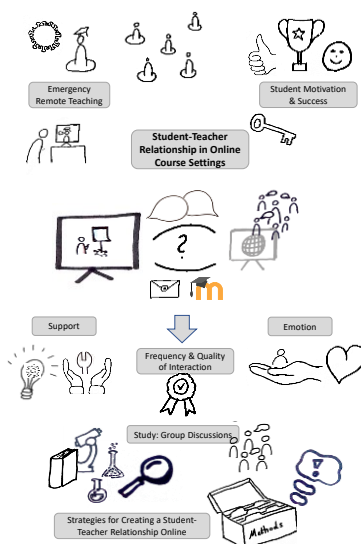 Emergency
Remote Teaching
Student Motivation
& Success
Student-Teacher
Relationship in Online
Course Settings
?
m
Support
Emotion
Frequency & Quality
of Interaction
Study: Group Discussions
!
Methods
Strategies for Creating a Student-
Teacher Relationship Online